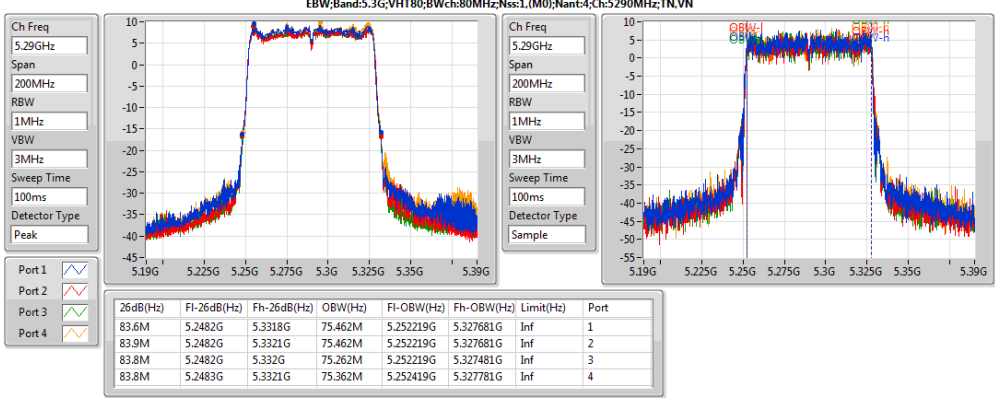 EBW;Band:5.3G;VHT80;BWch:80MHz;Nss:1,(M0);Nant:4;Ch:5290MHz;TN,VN
Ch Freq
5.29GHz
Span
200MHz
RBW
1MHz
VBW
3MHz
Sweep Time
100ms
Detector Type
Peak
10
5
0
-5
-10
-15
-20
-25
-30
-35
-40
-45
5.19G 5.225G 5.25G 5.275G 5.3G 5.325G 5.35G 5.39G
Ch Freq
5.29GHz
Span
200MHz
RBW
1MHz
VBW
3MHz
Sweep Time
100ms
Detector Type
Sample
10
5
0
-5
-10
-15
-20
-25
-30
-35
-40
-45
-50
-55
5.19G 5.225G 5.25G 5.275G 5.3G 5.325G 5.35G 5.39G
Port 1
Port 2
Port 3
Port 4
26dB(Hz) Fl-26dB(Hz) Fh-26dB(Hz) OBW(Hz) Fl-OBW(Hz) Fh-OBW(Hz) Limit(Hz) Port
83.6M 5.2482G 5.3318G 75.462M 5.252219G 5.327681G Inf 1
83.9M 5.2482G 5.3321G 75.462M 5.252219G 5.327681G Inf 2
83.8M 5.2482G 5.332G 75.262M 5.252219G 5.327481G Inf 3
83.8M 5.2483G 5.3321G 75.362M 5.252419G 5.327781G Inf 4